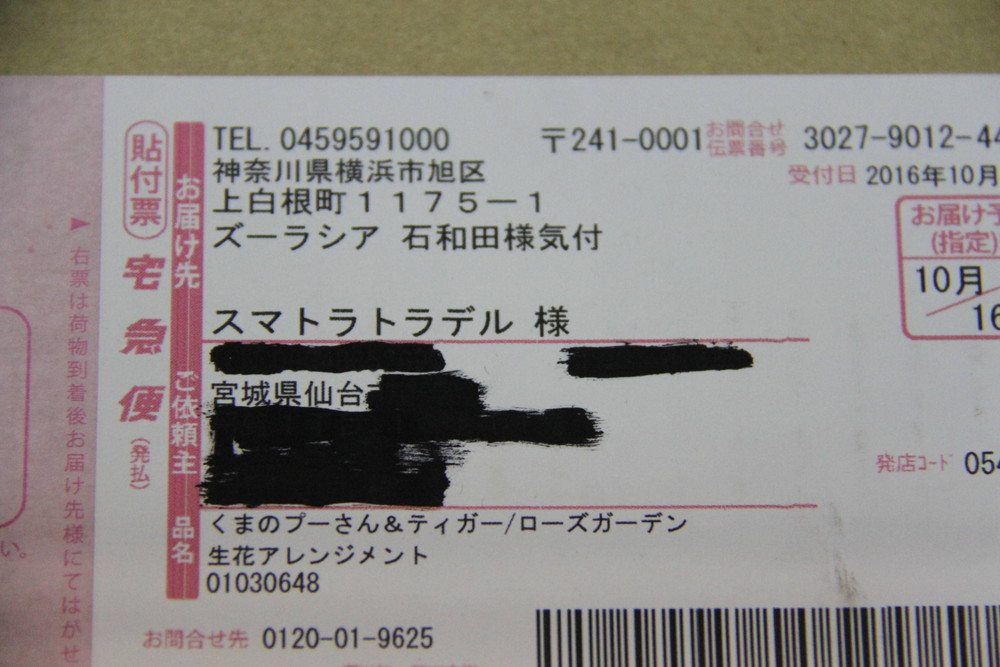 貼付票
宅急便
(発払)
右票は荷物到着後お届け先様にてはがせ
い。
お届け先
TEL. 0459591000
〒241-0001
お問合せ
伝票番号
3027-9012-44
神奈川県横浜市旭区
受付日 2016年10月
上白根町1175ー1
ズーラシア 石和田様気付
お届け予
(指定)
10月
16
スマトラトラデル 様
ご依頼主
宮城県仙台
発店コード 054
品名
くまのプーさん&ティガー/ローズガーデン
生花アレンジメント
01030648
お問合せ先 0120-01-9625